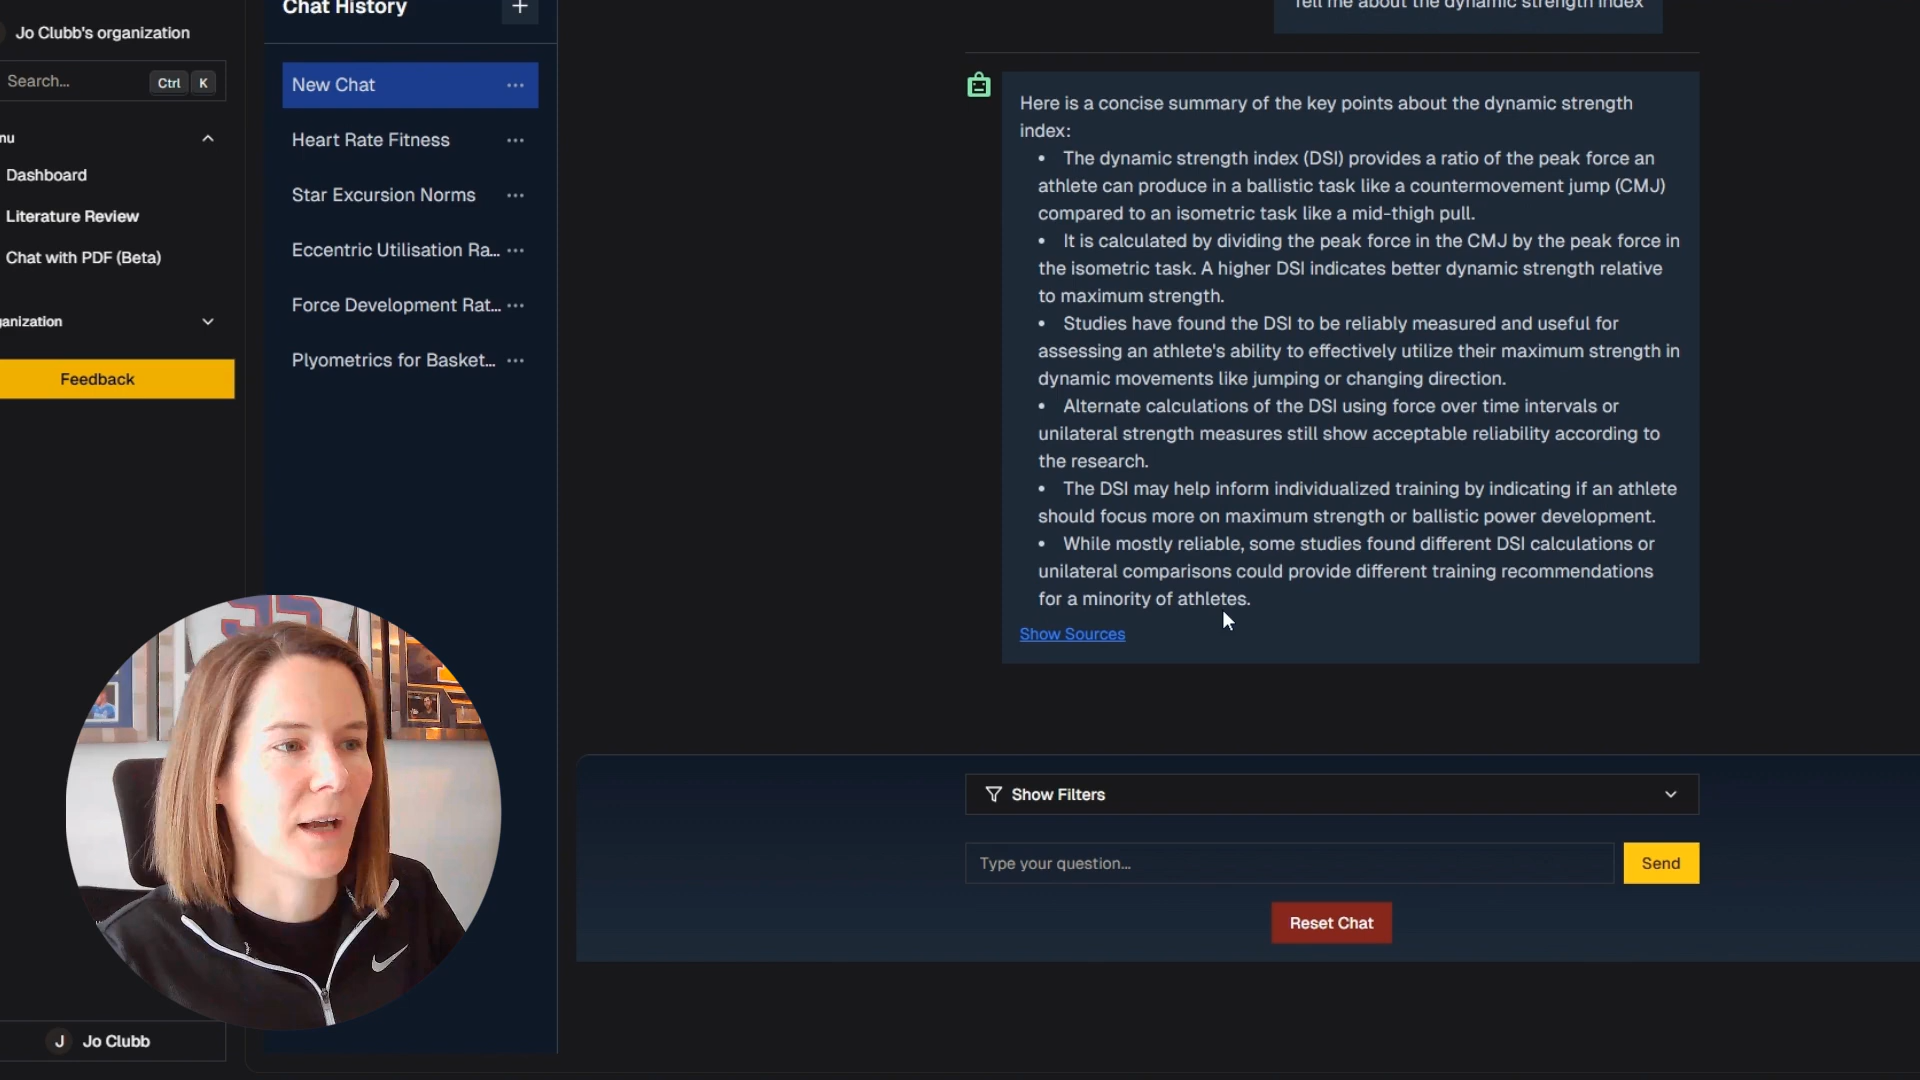 Jo Clubb's organization
Search...
Ctrl
K
nu
Dashboard
Literature Review
Chat with PDF (Beta)
ganization
Feedback
J Jo Clubb
Chat History
+
New Chat
Heart Rate Fitness
Star Excursion Norms
Eccentric Utilisation Ra...
Force Development Rat...
Plyometrics for Basket...
Tell me about the dynamic strength index
Here is a concise summary of the key points about the dynamic strength
index:
• The dynamic strength index (DSI) provides a ratio of the peak force an
athlete can produce in a ballistic task like a countermovement jump (CMJ)
compared to an isometric task like a mid-thigh pull.
• It is calculated by dividing the peak force in the CMJ by the peak force in
the isometric task. A higher DSI indicates better dynamic strength relative
to maximum strength.
• Studies have found the DSI to be reliably measured and useful for
assessing an athlete's ability to effectively utilize their maximum strength in
dynamic movements like jumping or changing direction.
• Alternate calculations of the DSI using force over time intervals or
unilateral strength measures still show acceptable reliability according to
the research.
• The DSI may help inform individualized training by indicating if an athlete
should focus more on maximum strength or ballistic power development.
• While mostly reliable, some studies found different DSI calculations or
unilateral comparisons could provide different training recommendations
for a minority of athletes.
Show Sources
Show Filters
Type your question...
Send
Reset Chat